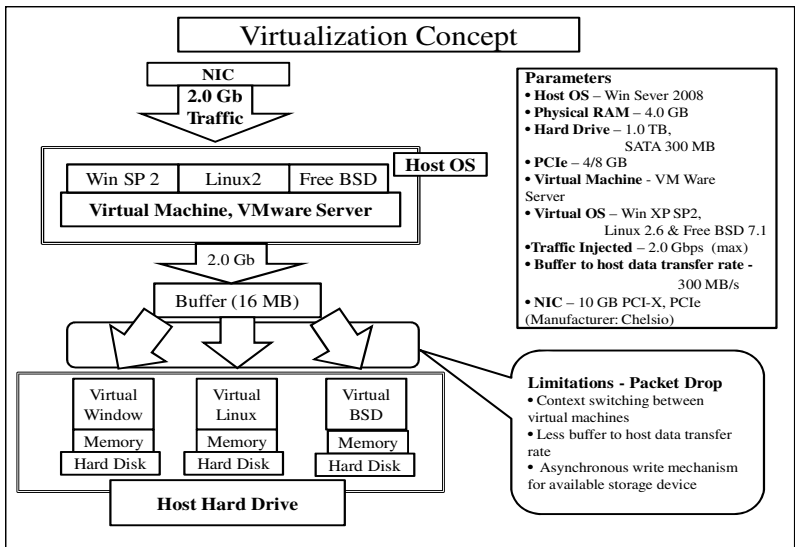 Virtualization Concept
NIC
2.0 Gb
Traffic
Host OS
Win SP 2
Linux2
Free BSD
Virtual Machine, VMware Server
2.0 Gb
Buffer (16 MB)
Virtual
Window
Memory
Hard Disk
Virtual
Linux
Memory
Hard Disk
Virtual
BSD
Memory
Hard Disk
Host Hard Drive
Parameters
• Host OS – Win Sever 2008
• Physical RAM – 4.0 GB
• Hard Drive – 1.0 TB,
SATA 300 MB
• PCIe – 4/8 GB
• Virtual Machine - VM Ware
Server
• Virtual OS – Win XP SP2,
Linux 2.6 & Free BSD 7.1
•Traffic Injected – 2.0 Gbps (max)
• Buffer to host data transfer rate -
300 MB/s
• NIC – 10 GB PCI-X, PCIe
(Manufacturer: Chelsio)
Limitations - Packet Drop
• Context switching between
virtual machines
• Less buffer to host data transfer
rate
• Asynchronous write mechanism
for available storage device